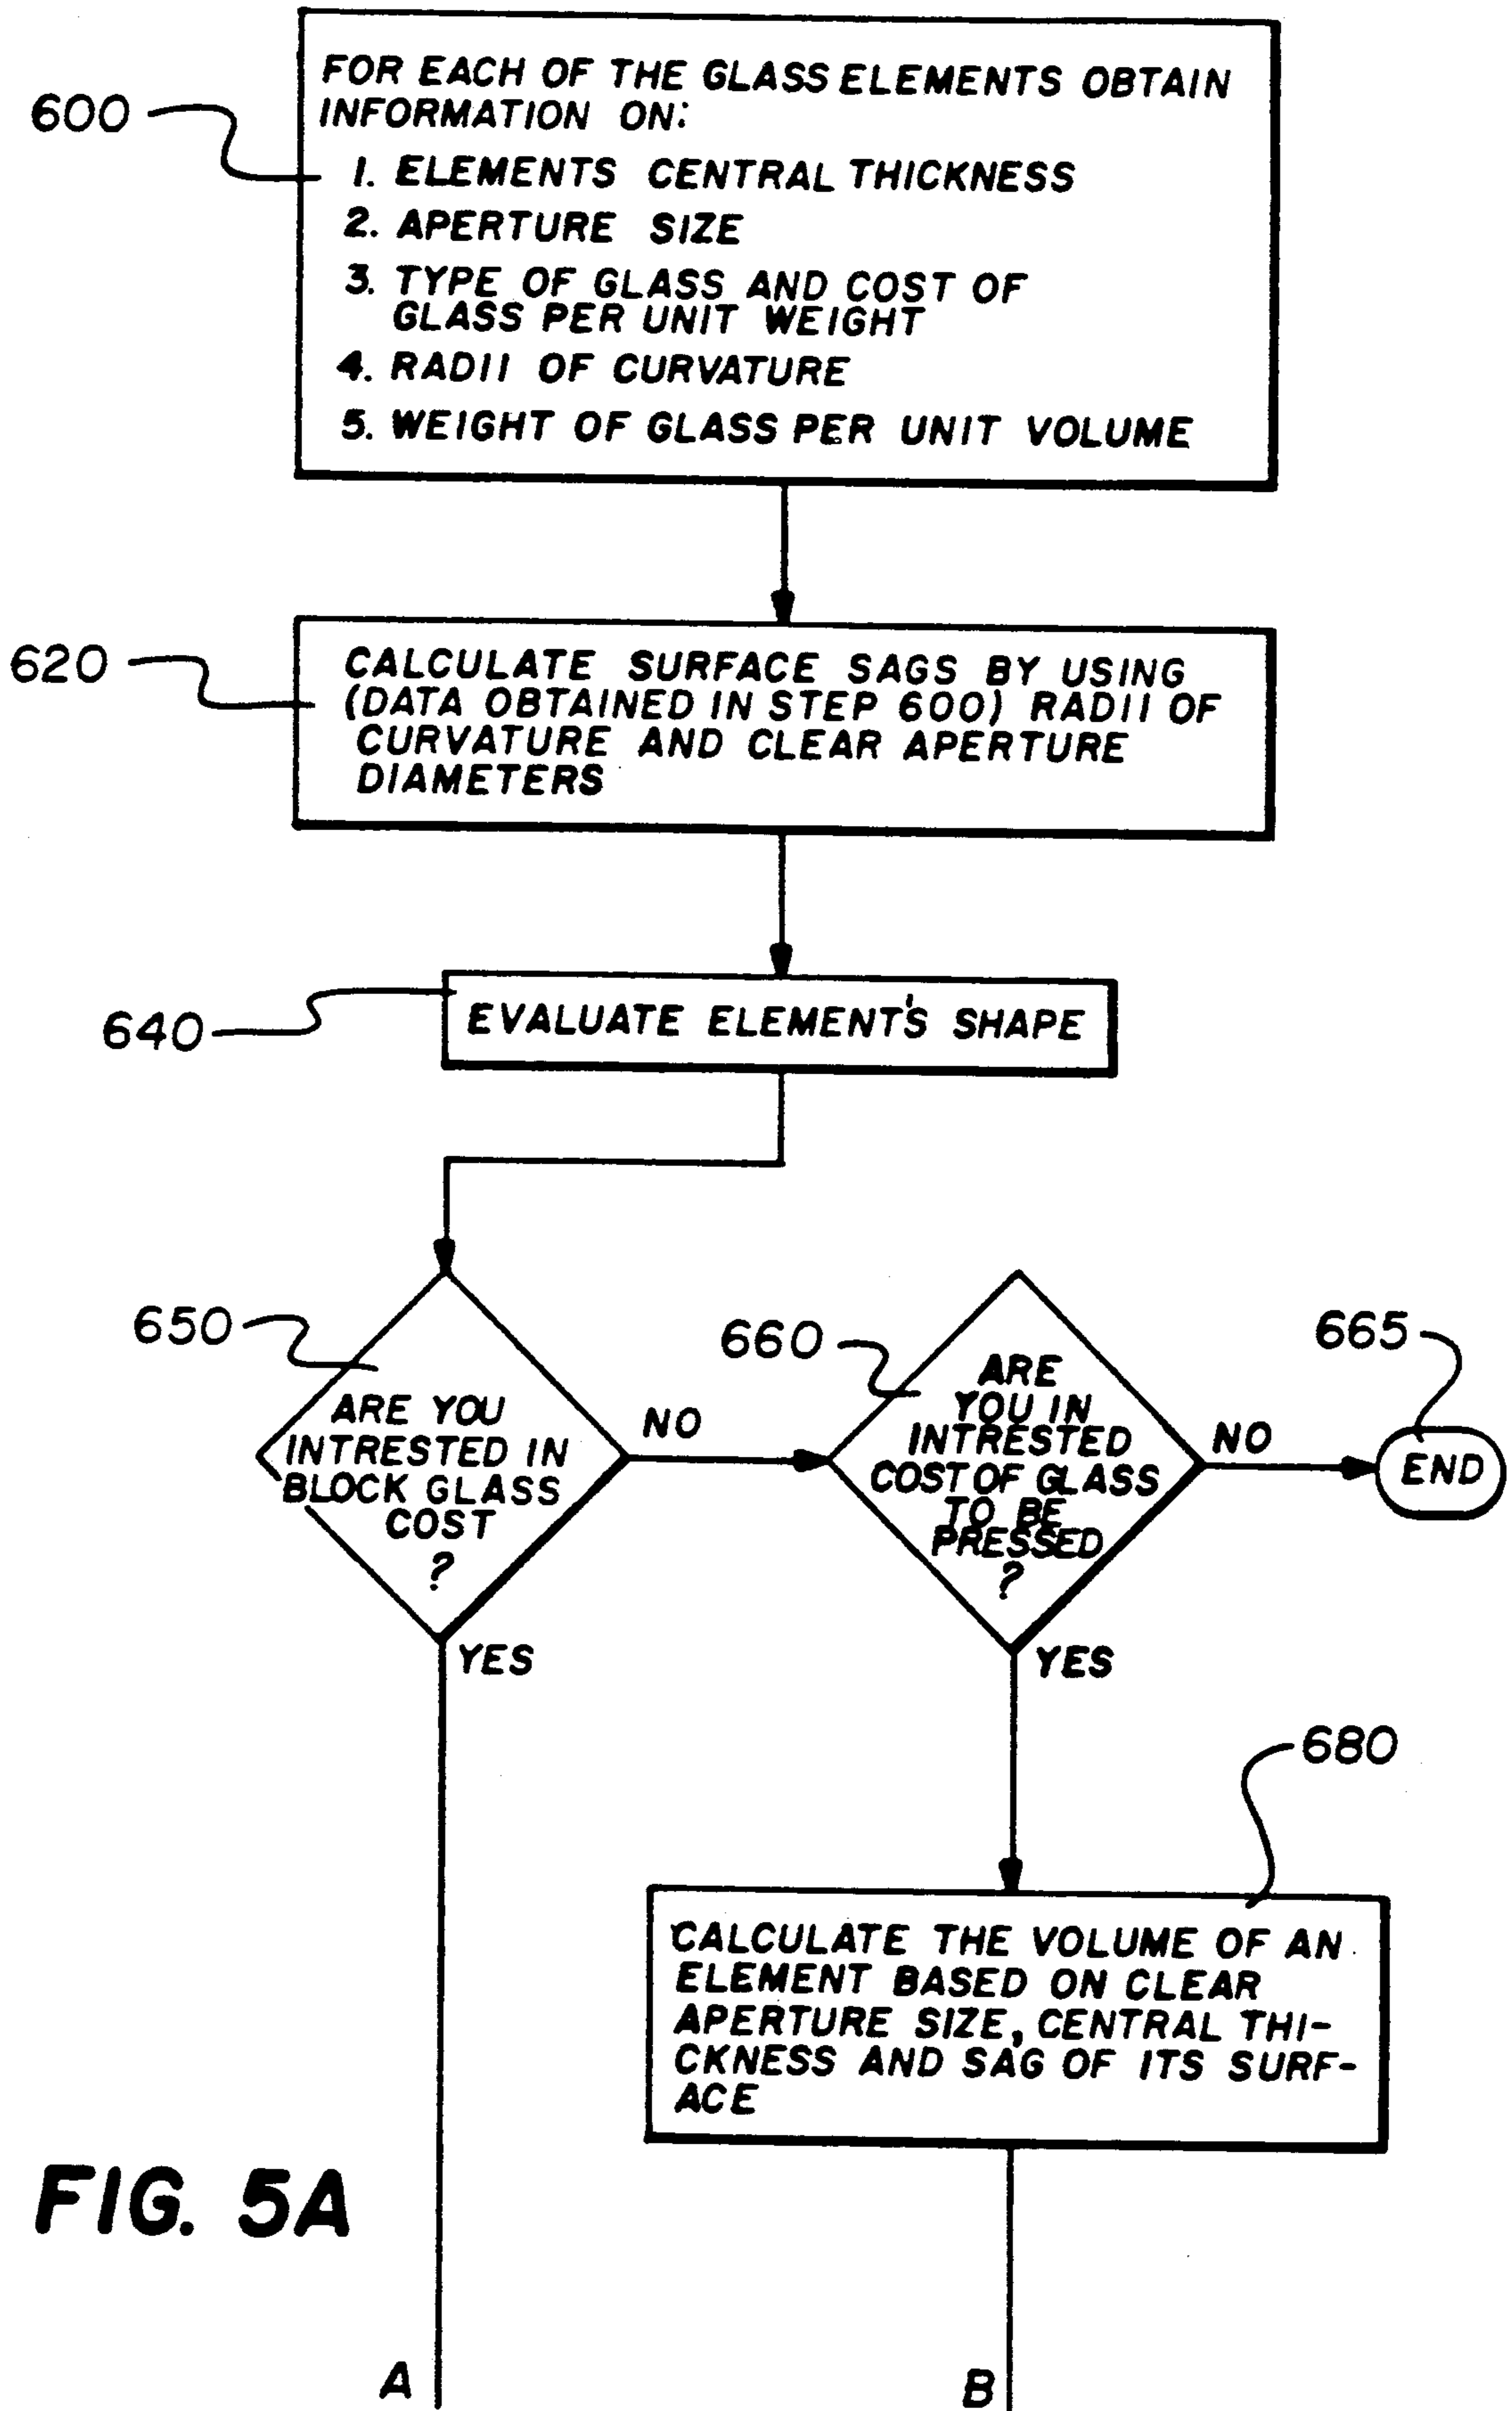 FOR EACH OF THE GLASS ELEMENTS OBTAIN
INFORMATION ON:
600
1. ELEMENTS CENTRAL THICKNESS
2. APERTURE SIZE
3. TYPE OF GLASS AND COST OF
GLASS PER UNIT WEIGHT
4. RADII OF CURVATURE
5. WEIGHT OF GLASS PER UNIT VOLUME
620
CALCULATE SURFACE SAGS BY USING
(DATA OBTAINED IN STEP 600) RADII OF
CURVATURE AND CLEAR APERTURE
DIAMETERS
640
EVALUATE ELEMENT'S SHAPE
650
ARE YOU
INTRESTED IN
BLOCK GLASS
COST
?
NO
YES
660
ARE
YOU IN
INTRESTED
COST OF GLASS
TO BE
PRESSED
?
NO
YES
665
END
680
CALCULATE THE VOLUME OF AN
ELEMENT BASED ON CLEAR
APERTURE SIZE, CENTRAL THI-
CKNESS AND SAG OF ITS SURF-
ACE
FIG. 5A
A
B